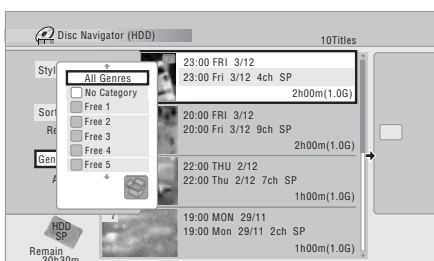 Disc Navigator (HDD)
10Titles
Styl
All Genres
No Category
Free 1
Free 2
Free 3
Free 4
Free 5
Sort
Re
Gen
HDD
SP
Remain
30h30m
23:00 FRI 3/12
23:00 Fri 3/12 4ch SP
2h00m(1.0G)
20:00 FRI 3/12
20:00 Fri 3/12 9ch SP
2h00m(1.0G)
22:00 THU 2/12
22:00 Thu 2/12 7ch SP
1h00m(1.0G)
19:00 MON 29/11
19:00 Mon 29/11 2ch SP
1h00m(1.0G)